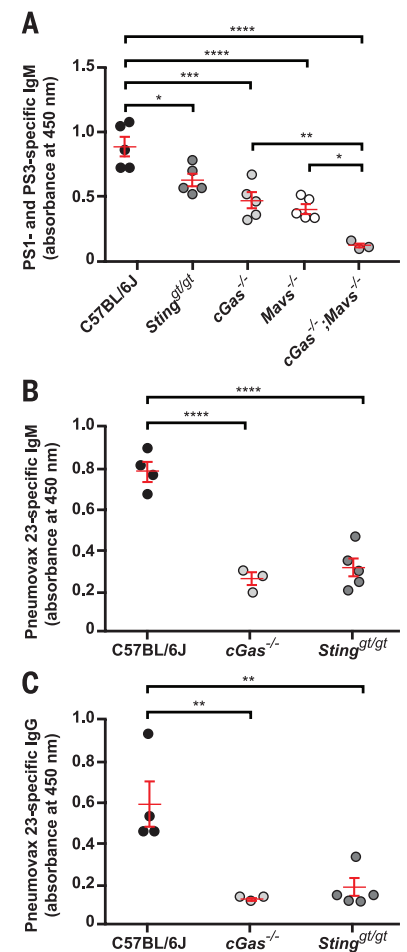 A
****
****
***
*
**
*
PS1- and PS3-specific IgM
(absorbance at 450 nm)
1.5
1.0
0.5
0
C57BL/6J
Sting^gt/gt
cGas^-/-
Mavs^-/-
cGas^-/-;Mavs^-/-
B
****
****
Pneumovax 23-specific IgM
(absorbance at 450 nm)
1.0
0.8
0.6
0.4
0.2
0
C57BL/6J
cGas^-/-
Sting^gt/gt
C
**
**
Pneumovax 23-specific IgG
(absorbance at 450 nm)
1.0
0.8
0.6
0.4
0.2
0
C57BL/6J
cGas^-/-
Sting^gt/gt